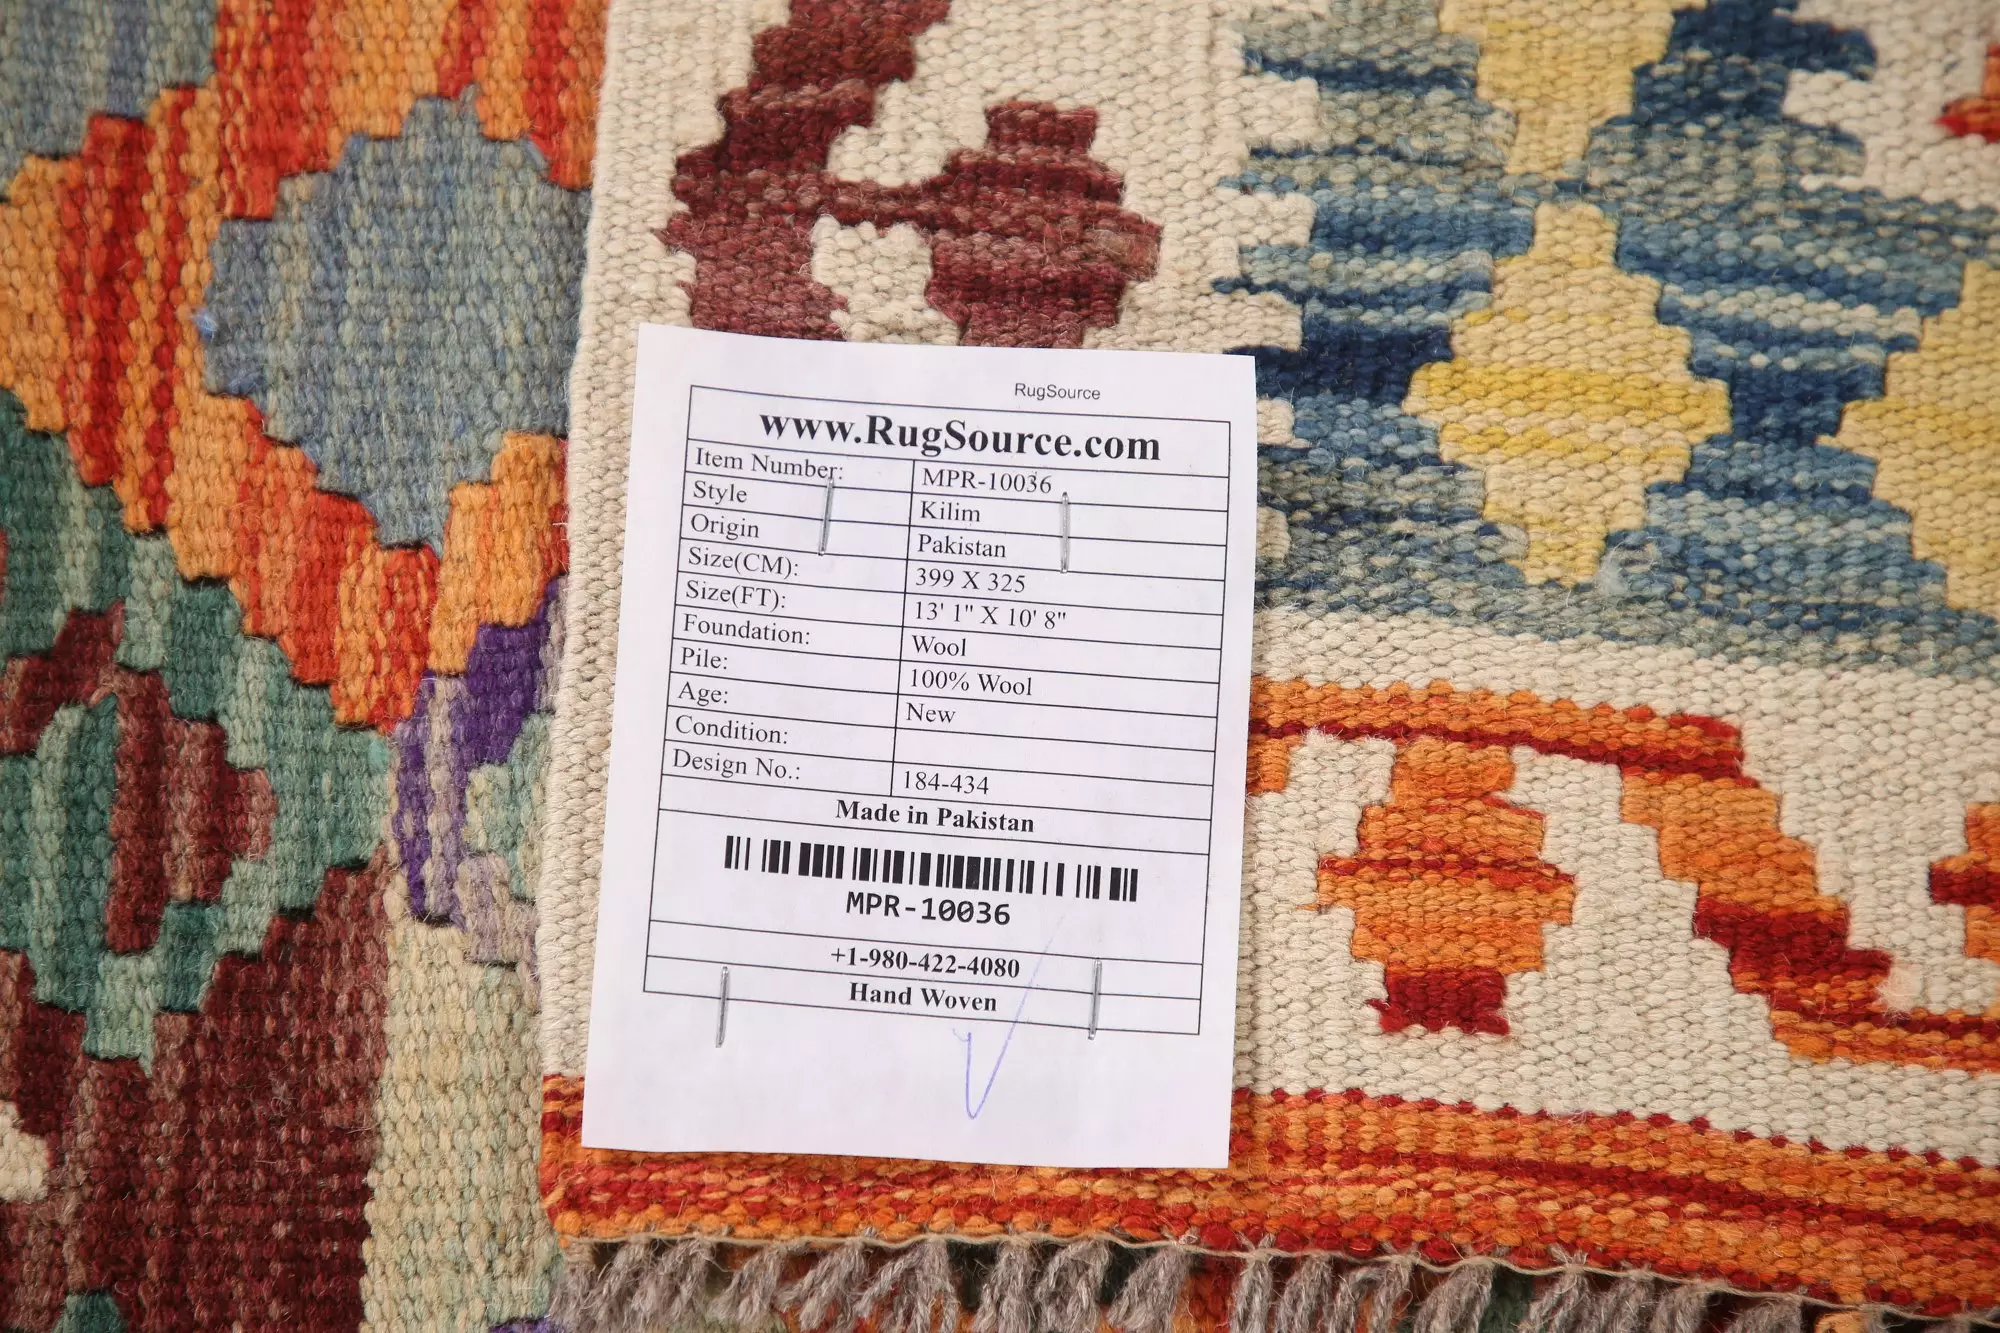 RugSource
www.RugSource.com
Item Number: MPR-10036
Style Kilim
Origin Pakistan
Size(CM): 399 X 325
Size(FT): 13' 1" X 10' 8"
Foundation: Wool
Pile: 100% Wool
Age: New
Condition:
Design No.: 184-434
Made in Pakistan
MPR-10036
+1-980-422-4080
Hand Woven